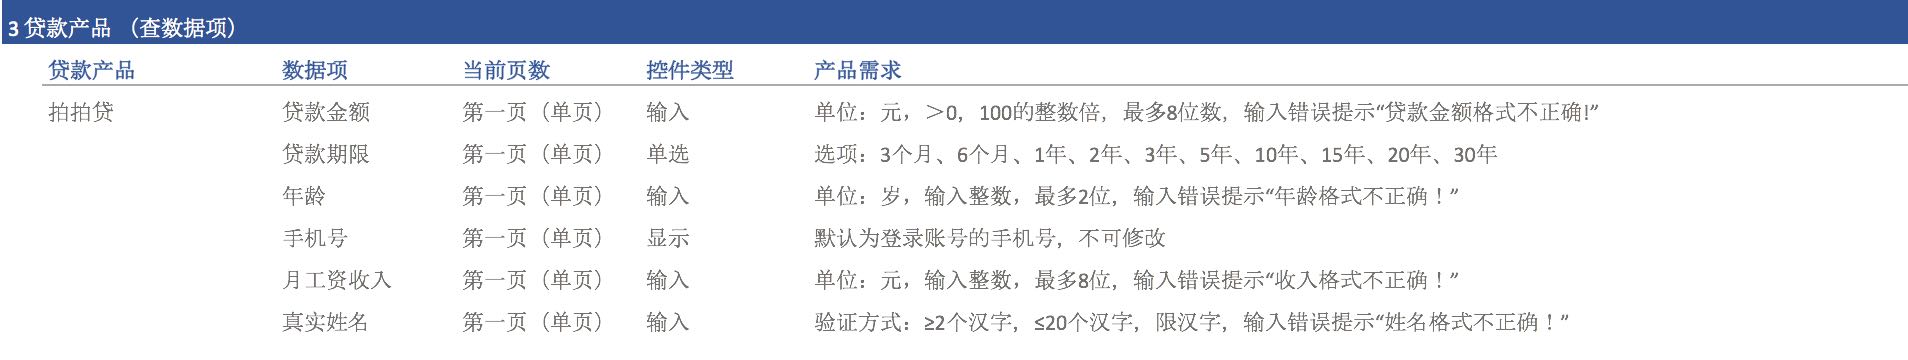 3 贷款产品 （查数据项）
贷款产品 数据项 当前页数 控件类型 产品需求
拍拍贷 贷款金额 第一页（单页） 输入 单位：元，＞0，100的整数倍，最多8位数，输入错误提示“贷款金额格式不正确!”
贷款期限 第一页（单页） 单选 选项：3个月、6个月、1年、2年、3年、5年、10年、15年、20年、30年
年龄 第一页（单页） 输入 单位：岁，输入整数，最多2位，输入错误提示“年龄格式不正确！”
手机号 第一页（单页） 显示 默认为登录账号的手机号，不可修改
月工资收入 第一页（单页） 输入 单位：元，输入整数，最多8位，输入错误提示“收入格式不正确！”
真实姓名 第一页（单页） 输入 验证方式：≥2个汉字，≤20个汉字，限汉字，输入错误提示“姓名格式不正确！”